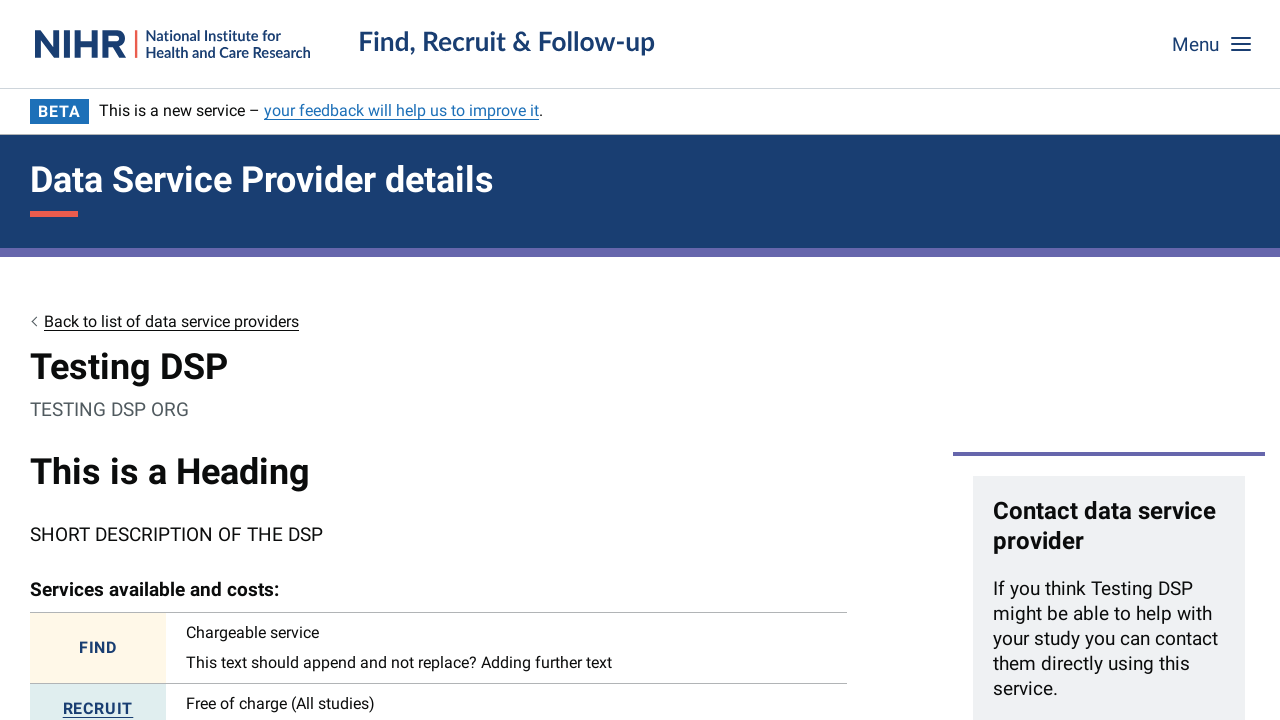 NIHR | National Institute for
Health and Care Research
Find, Recruit & Follow-up
Menu
BETA This is a new service – your feedback will help us to improve it.
Data Service Provider details
Back to list of data service providers
Testing DSP
TESTING DSP ORG
This is a Heading
SHORT DESCRIPTION OF THE DSP
Services available and costs:
FIND
Chargeable service
This text should append and not replace? Adding further text
RECRUIT
Free of charge (All studies)
Contact data service
provider
If you think Testing DSP
might be able to help with
your study you can contact
them directly using this
service.